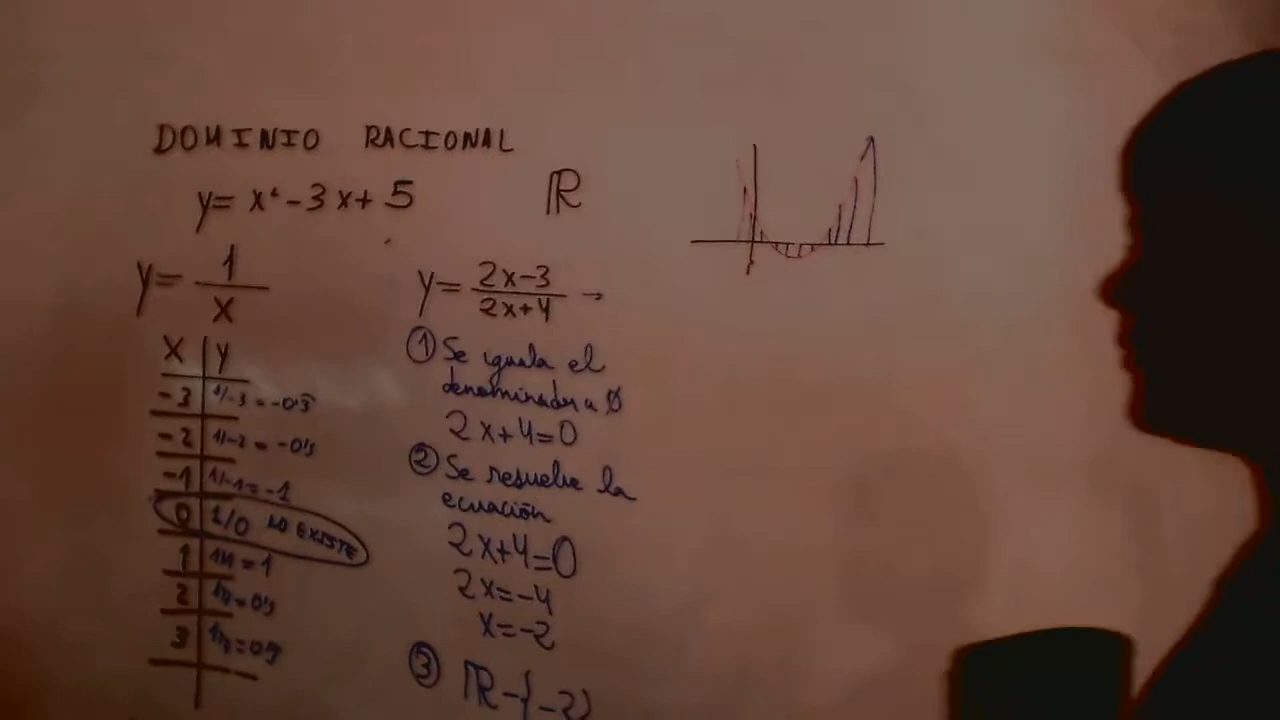 DOMINIO RACIONAL
y= x²-3x+5
ℝ
y= 1/x
X | y
-3 | 1/-3 = -0'3
-2 | 1/-2 = -0'5
-1 | 1/-1 = -1
0 | 1/0 NO EXISTE
1 | 1/1 = 1
2 | 1/2 = 0'5
3 | 1/3 = 0'3
y= 2x-3/2x+4 →
① Se iguala el
denominador a 0
2x+4=0
② Se resuelve la
ecuación
2x+4=0
2x=-4
x=-2
③ ℝ-{-2}